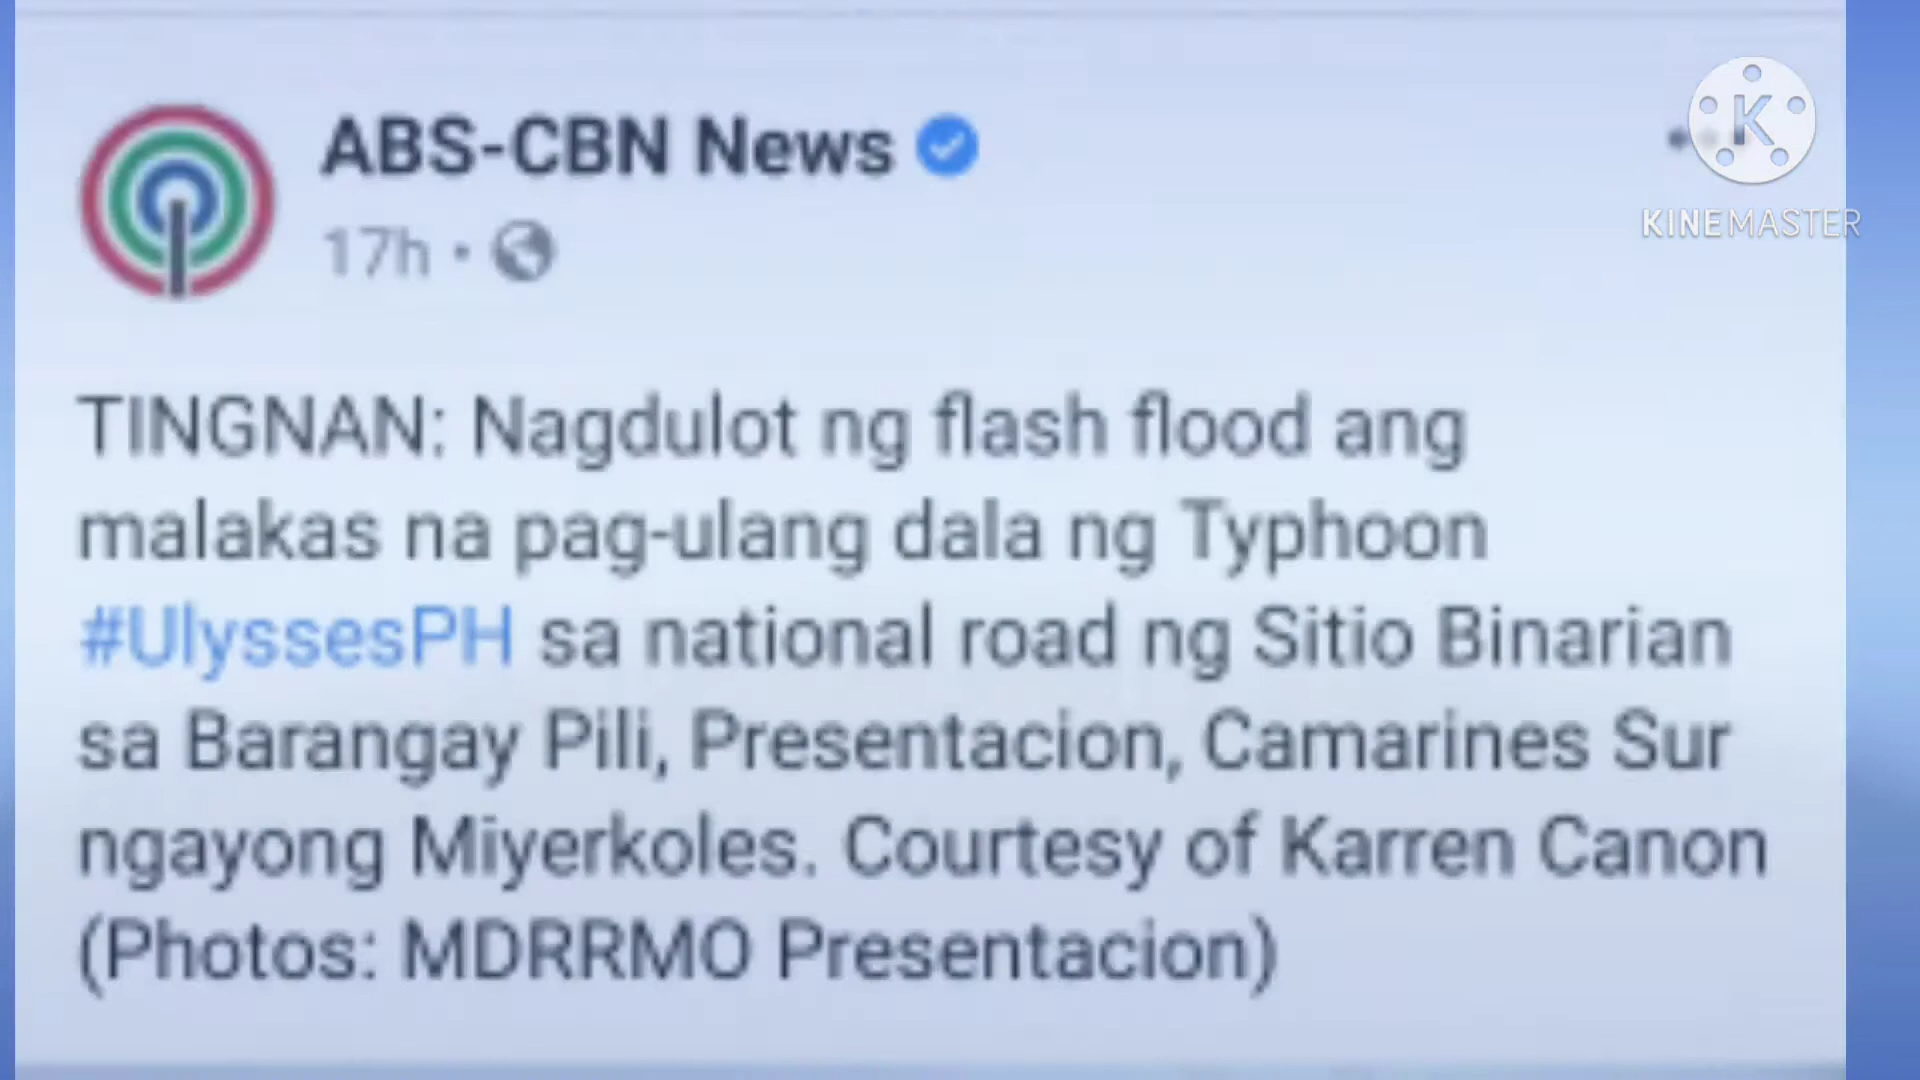 ABS-CBN News
17h
K
KINEMASTER
TINGNAN: Nagdulot ng flash flood ang
malakas na pag-ulang dala ng Typhoon
#UlyssesPH sa national road ng Sitio Binarian
sa Barangay Pili, Presentacion, Camarines Sur
ngayong Miyerkoles. Courtesy of Karren Canon
(Photos: MDRRMO Presentacion)